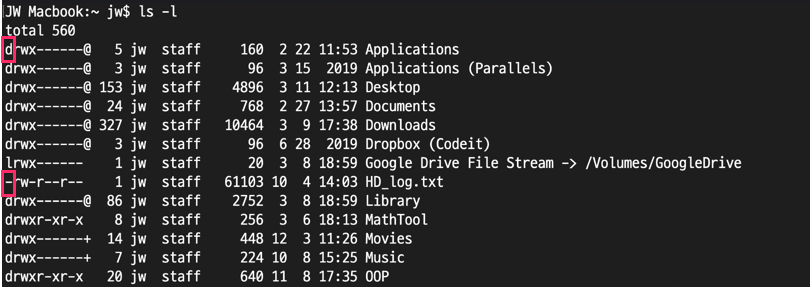 JW Macbook:~ jw$ ls -l
total 560
drwx------@   5 jw  staff    160  2 22 11:53 Applications
drwx------@   3 jw  staff     96  3 15  2019 Applications (Parallels)
drwx------@ 153 jw  staff   4896  3 11 12:13 Desktop
drwx------@  24 jw  staff    768  2 27 13:57 Documents
drwx------@ 327 jw  staff  10464  3  9 17:38 Downloads
drwx------@   3 jw  staff     96  6 28  2019 Dropbox (Codeit)
lrwx------    1 jw  staff     20  3  8 18:59 Google Drive File Stream -> /Volumes/GoogleDrive
-rw-r--r--    1 jw  staff  61103 10  4 14:03 HD_log.txt
drwx------@  86 jw  staff   2752  3  8 18:59 Library
drwxr-xr-x    8 jw  staff    256  3  6 18:13 MathTool
drwx------+  14 jw  staff    448 12  3 11:26 Movies
drwx------+   7 jw  staff    224 10  8 15:25 Music
drwxr-xr-x   20 jw  staff    640 11  8 17:35 OOP